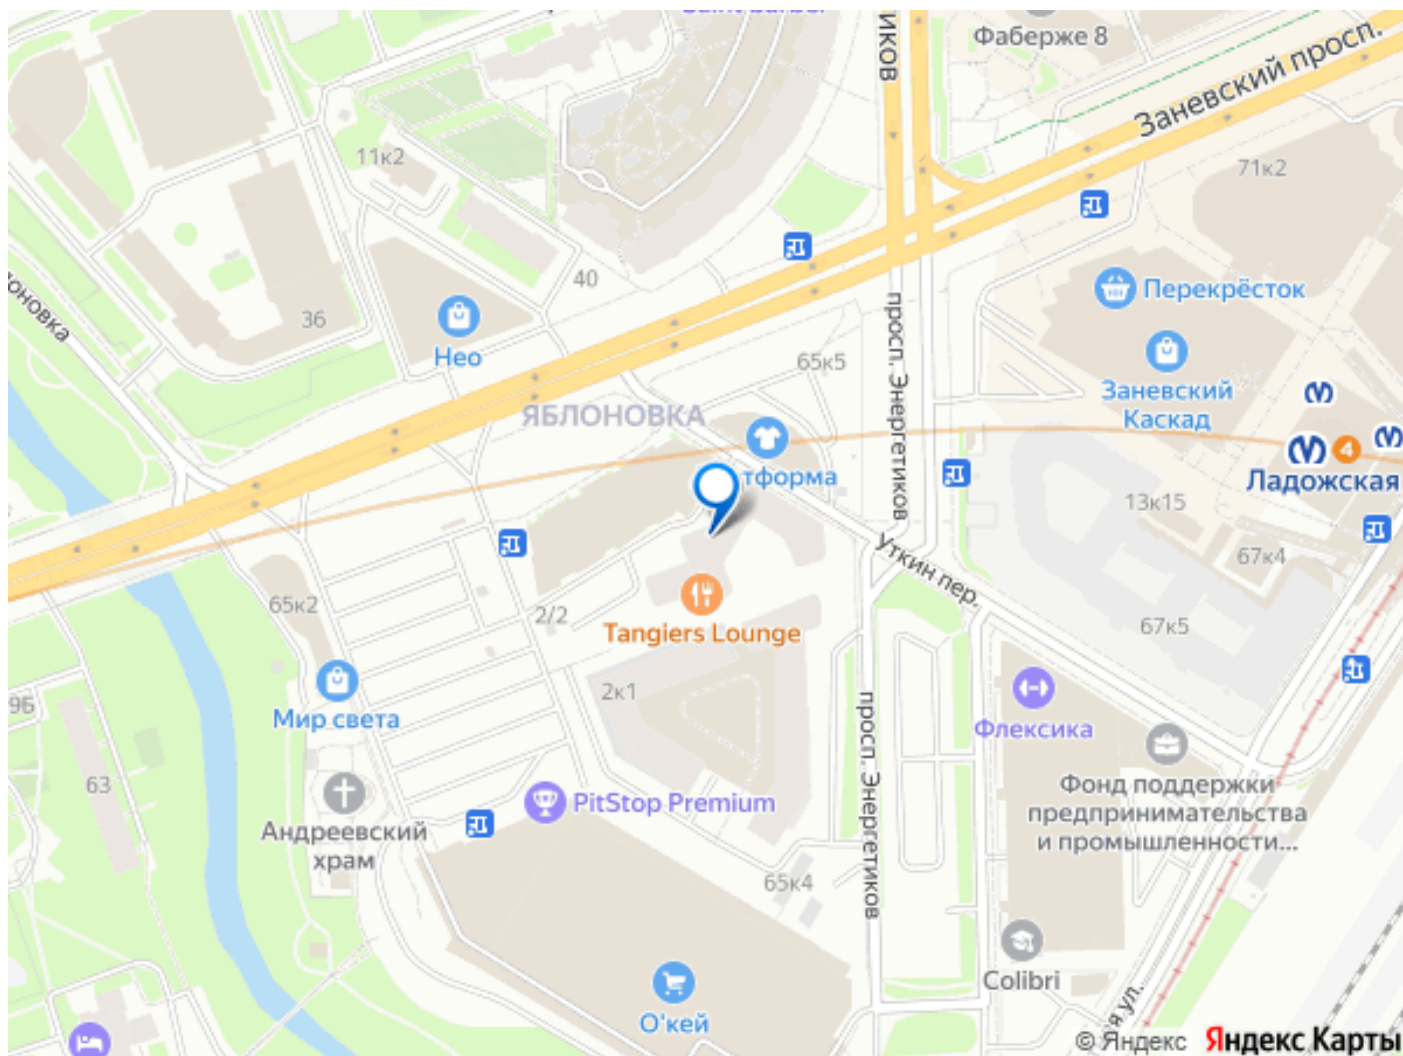 Фаберже 8
Заневский просп.
11к2
71к2
40
36
Нео
Перекрёсток
просп. Энергетиков
65к5
Заневский
Каскад
ЯБЛОНОВКА
4
Ладожская
13к15
Уткин пер.
67к4
65к2
2/2
Tangiers Lounge
67к5
2к1
Мир света
Флексика
просп. Энергетиков
63
PitStop Premium
Фонд поддержки
предпринимательства
и промышленности...
Андреевский
храм
65к4
Colibri
О'кей
© Яндекс Яндекс Карты